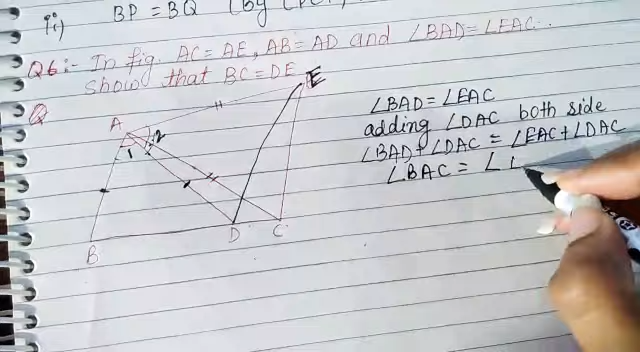 ii) BP = BQ (by CPCT)
Q6:- In fig. AC = AE, AB = AD and ∠BAD = ∠EAC.
show that BC = DE
Q
E
A
1 2
B
D
C
∠BAD = ∠EAC
adding ∠DAC both side
∠BAD + ∠DAC = ∠EAC + ∠DAC
∠BAC = ∠